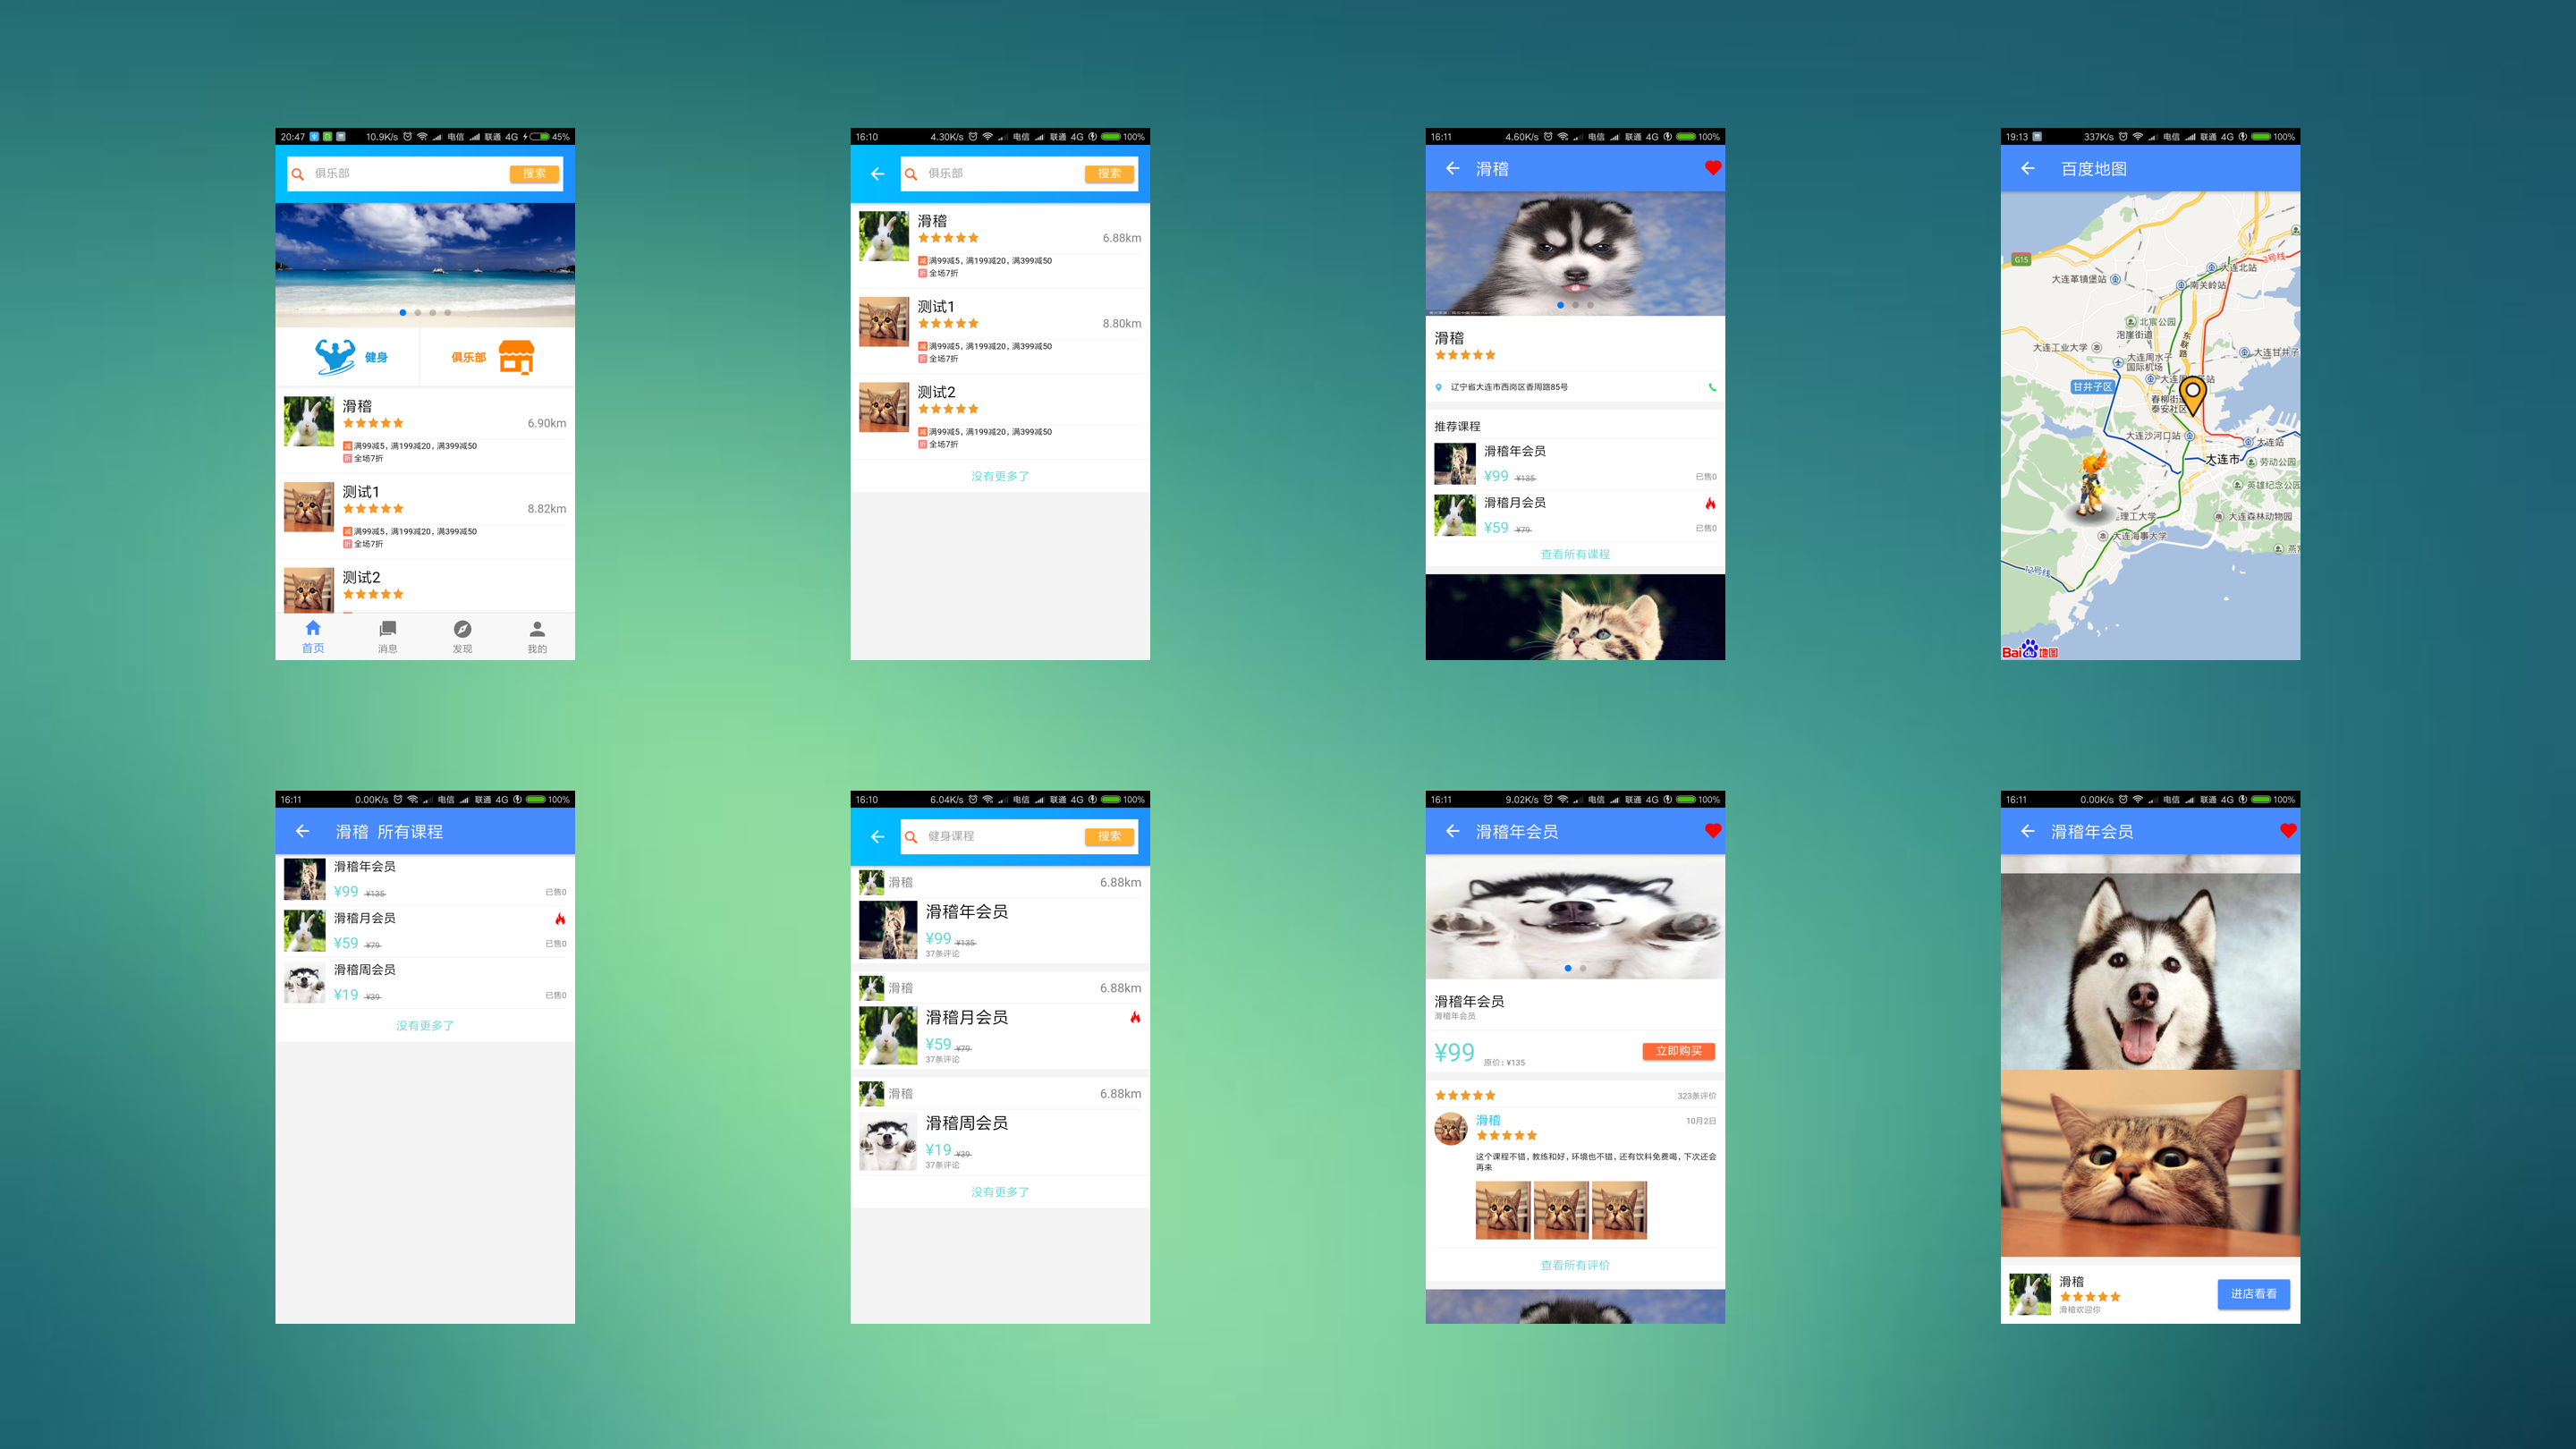 20:47 10.9K/s 电信 联通 4G 45%
俱乐部 搜索
健身 俱乐部
滑稽
6.90km
减 满99减5, 满199减20, 满399减50
折 全场7折
测试1
8.82km
减 满99减5, 满199减20, 满399减50
折 全场7折
测试2
首页 消息 发现 我的
16:10 4.30K/s 电信 联通 4G 100%
俱乐部 搜索
滑稽
6.88km
减 满99减5, 满199减20, 满399减50
折 全场7折
测试1
8.80km
减 满99减5, 满199减20, 满399减50
折 全场7折
测试2
减 满99减5, 满199减20, 满399减50
折 全场7折
没有更多了
16:11 4.60K/s 电信 联通 4G 100%
滑稽
滑稽
辽宁省大连市西岗区香周路85号
推荐课程
滑稽年会员
¥99 ¥135 已售0
滑稽月会员
¥59 ¥79 已售0
查看所有课程
19:13 337K/s 电信 联通 4G 100%
百度地图
G15
3号线
大连北站
大连革镇堡站
南关岭站
北宸公园
泡崖街道
东联路
大连工业大学
大连周水子
国际机场
大连甘井子
甘井子区
春柳街
泰安社区
大连沙河口站
大连站
大连市
劳动公园
英雄纪念公园
理工大学
大连森林动物园
大连海事大学
12号线
Bai du 地图
16:11 0.00K/s 电信 联通 4G 100%
滑稽 所有课程
滑稽年会员
¥99 ¥135 已售0
滑稽月会员
¥59 ¥79 已售0
滑稽周会员
¥19 ¥39 已售0
没有更多了
16:10 6.04K/s 电信 联通 4G 100%
健身课程 搜索
滑稽 6.88km
滑稽年会员
¥99 ¥135
37条评论
滑稽 6.88km
滑稽月会员
¥59 ¥79
37条评论
滑稽 6.88km
滑稽周会员
¥19 ¥39
37条评论
没有更多了
16:11 9.02K/s 电信 联通 4G 100%
滑稽年会员
滑稽年会员
滑稽年会员
¥99 原价：¥135 立即购买
323条评价
滑稽 10月2日
这个课程不错, 教练和好, 环境也不错, 还有饮料免费喝, 下次还会
再来
查看所有评价
16:11 0.00K/s 电信 联通 4G 100%
滑稽年会员
滑稽
滑稽欢迎你
进店看看